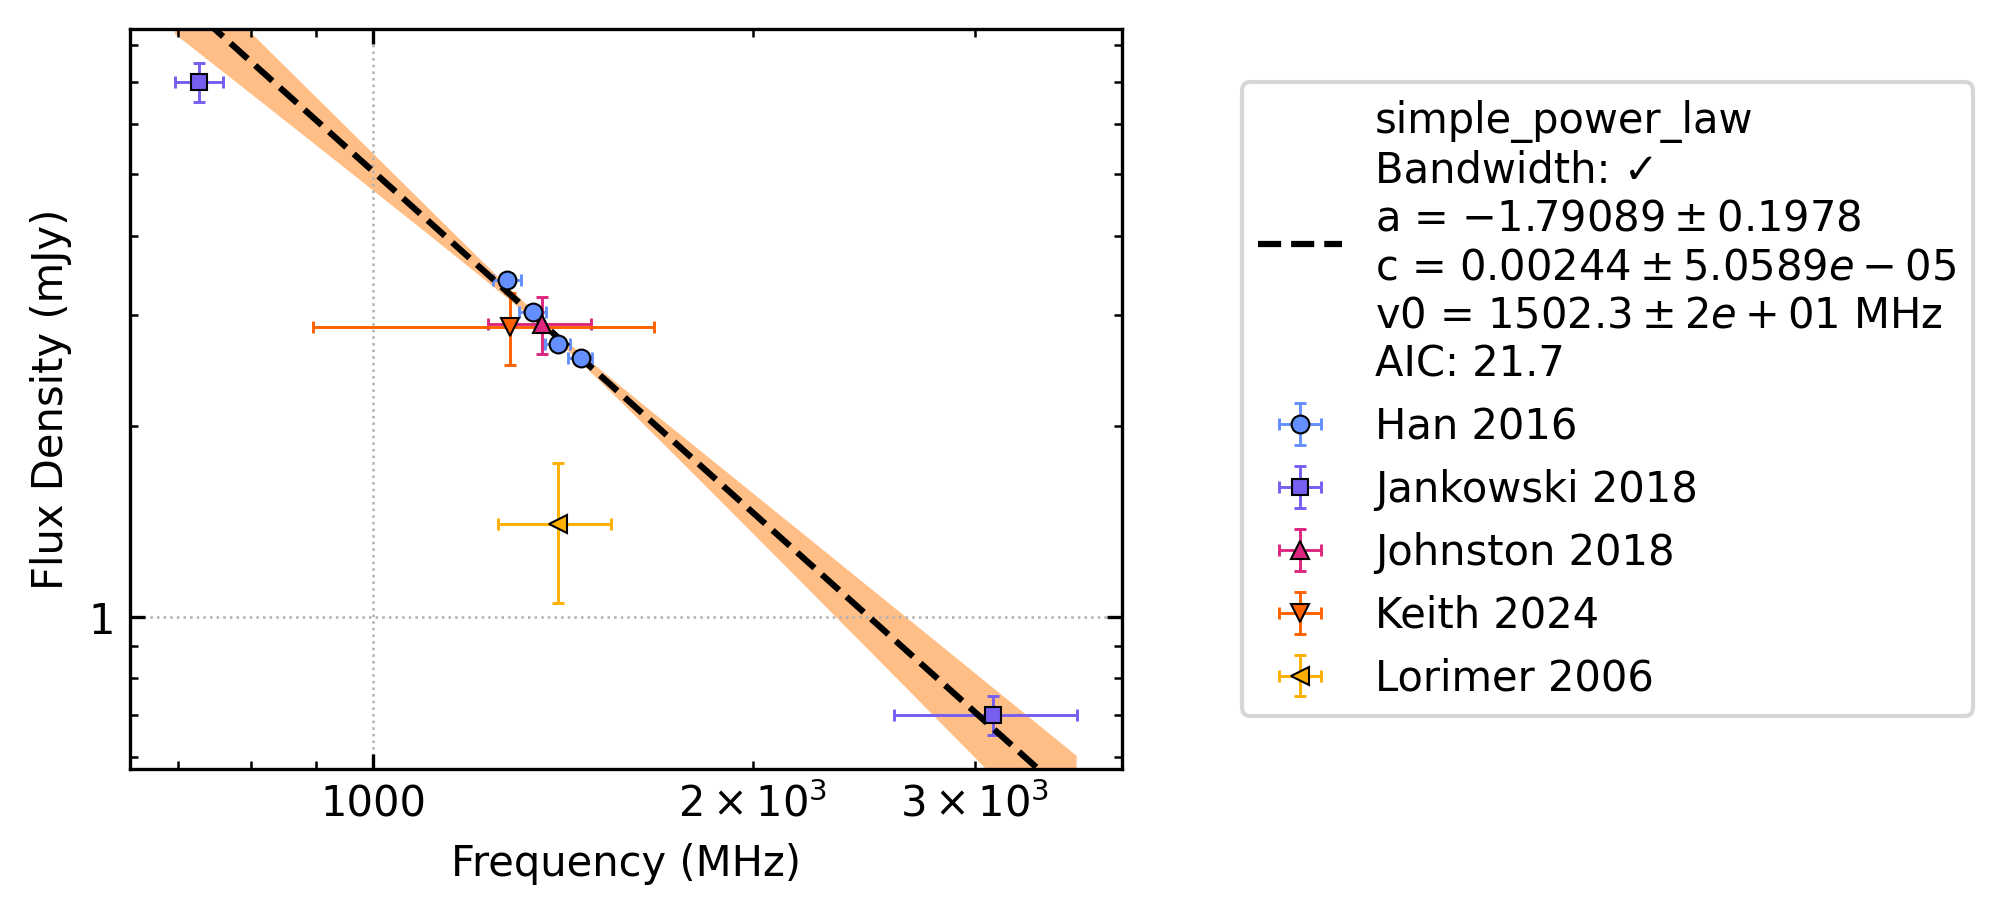 Flux Density (mJy)
1
1000
2 × 10³
3 × 10³
Frequency (MHz)
simple_power_law
Bandwidth: ✓
a = −1.79089 ± 0.1978
c = 0.00244 ± 5.0589e − 05
v0 = 1502.3 ± 2e + 01 MHz
AIC: 21.7
Han 2016
Jankowski 2018
Johnston 2018
Keith 2024
Lorimer 2006